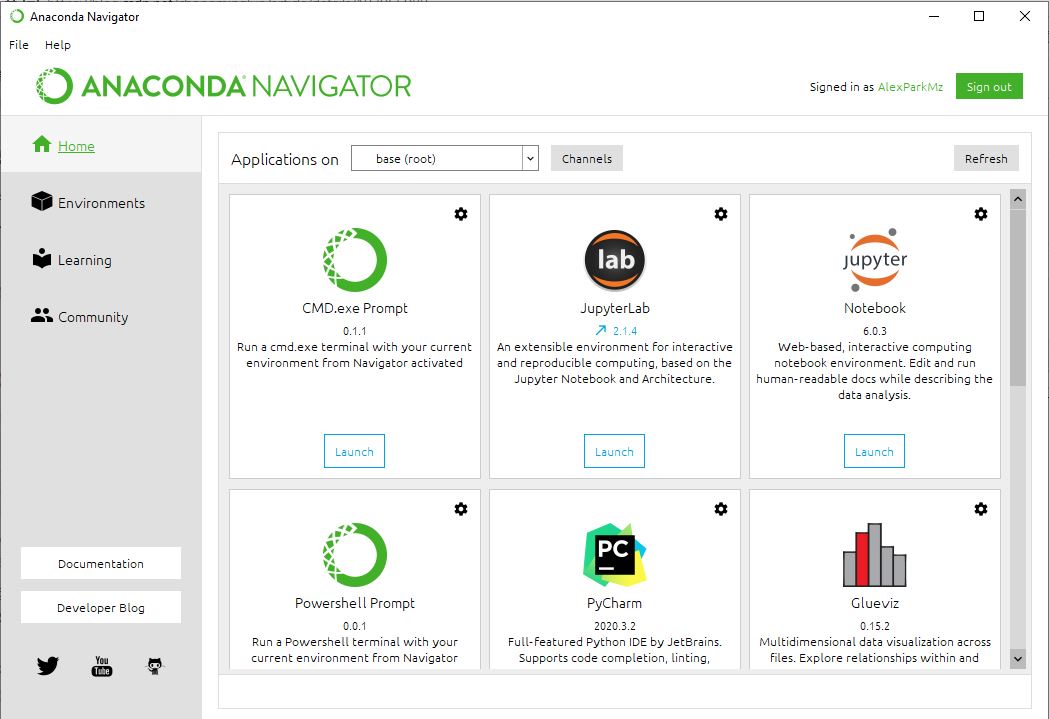 Anaconda Navigator
File Help
ANACONDA NAVIGATOR
Signed in as AlexParkMz
Sign out
Home
Environments
Learning
Community
Documentation
Developer Blog
You
Tube
Applications on
base (root)
Channels
Refresh
CMD.exe Prompt
0.1.1
Run a cmd.exe terminal with your current
environment from Navigator activated
Launch
lab
JupyterLab
2.1.4
An extensible environment for interactive
and reproducible computing, based on the
Jupyter Notebook and Architecture.
Launch
jupyter
Notebook
6.0.3
Web-based, interactive computing
notebook environment. Edit and run
human-readable docs while describing the
data analysis.
Launch
Powershell Prompt
0.0.1
Run a Powershell terminal with your
current environment from Navigator
PC
PyCharm
2020.3.2
Full-featured Python IDE by JetBrains.
Supports code completion, linting,
Glueviz
0.15.2
Multidimensional data visualization across
files. Explore relationships within and